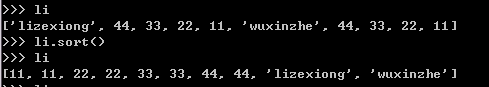 >>> li
['lizexiong', 44, 33, 22, 11, 'wuxinzhe', 44, 33, 22, 11]
>>> li.sort()
>>> li
[11, 11, 22, 22, 33, 33, 44, 44, 'lizexiong', 'wuxinzhe']